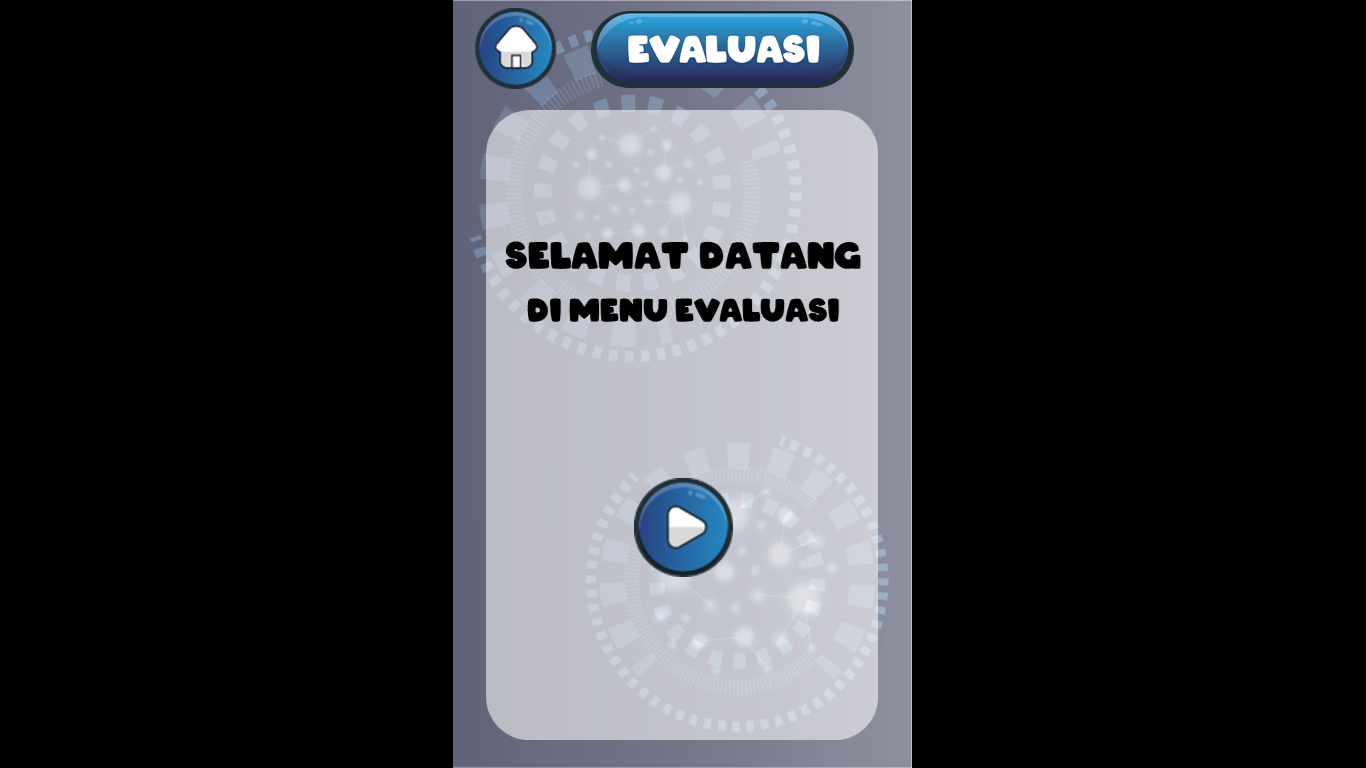 EVALUASI
SELAMAT DATANG
DI MENU EVALUASI